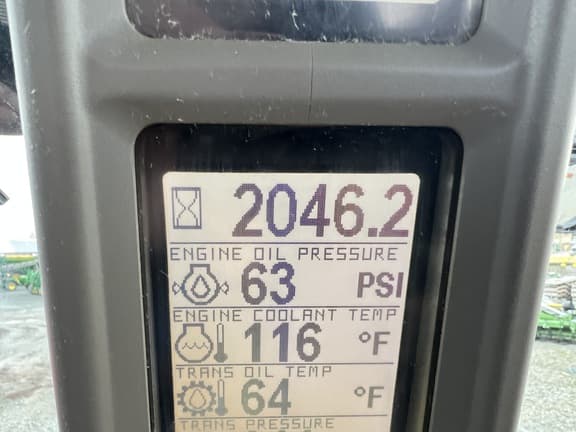 2046.2
ENGINE OIL PRESSURE
63 PSI
ENGINE COOLANT TEMP
116 °F
TRANS OIL TEMP
64 °F
TRANS PRESSURE